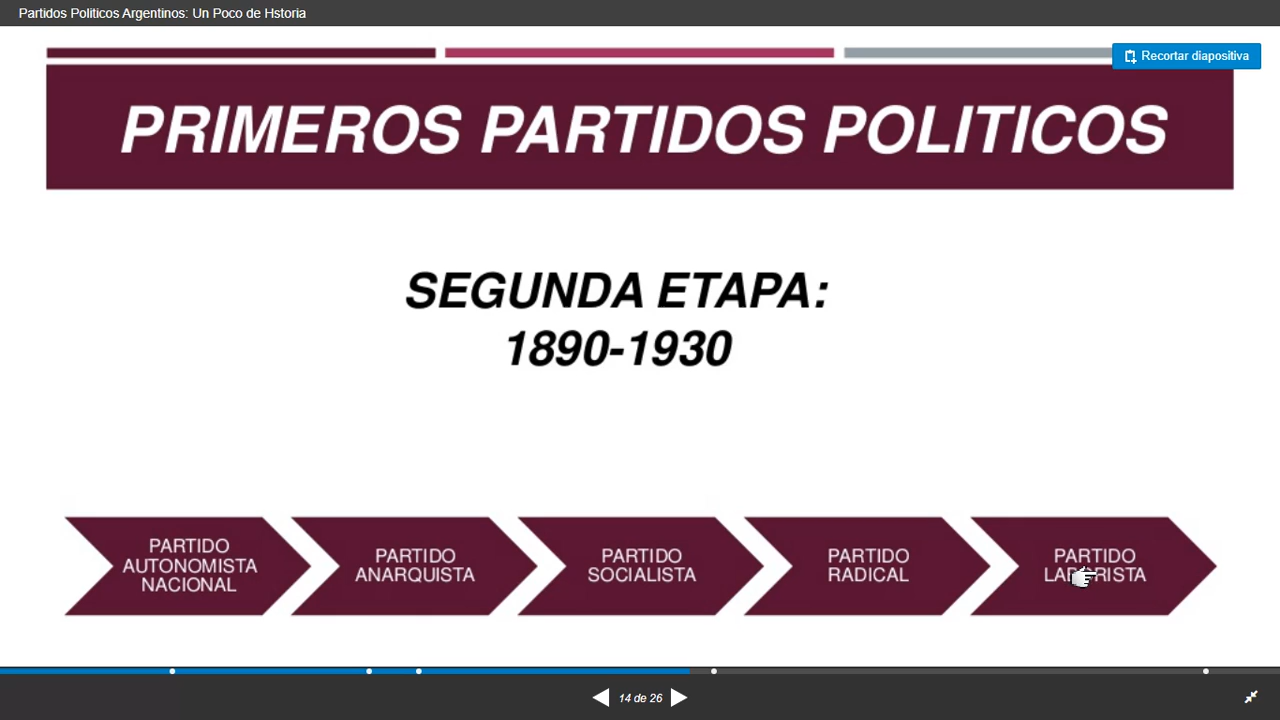 Partidos Politicos Argentinos: Un Poco de Hstoria
Recortar diapositiva
PRIMEROS PARTIDOS POLITICOS
SEGUNDA ETAPA:
1890-1930
PARTIDO
AUTONOMISTA
NACIONAL
PARTIDO
ANARQUISTA
PARTIDO
SOCIALISTA
PARTIDO
RADICAL
PARTIDO
14 de 26